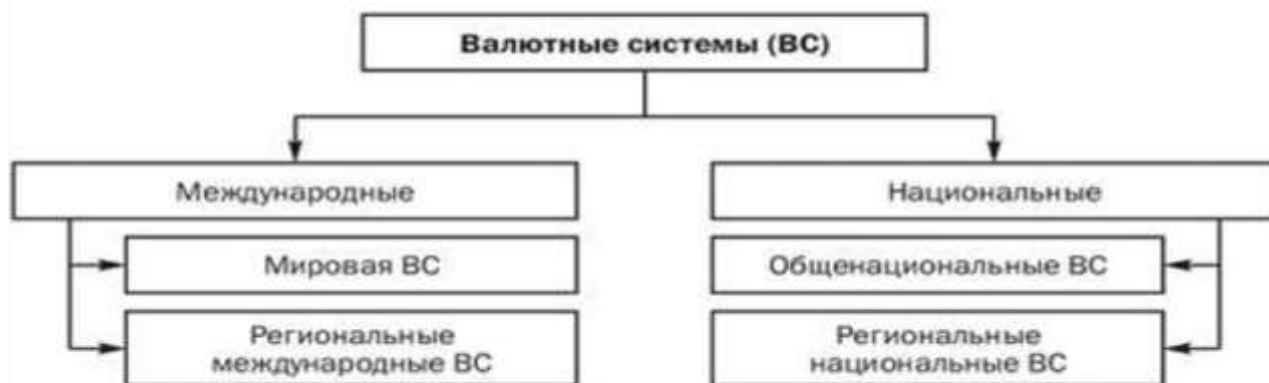 Валютные системы (ВС)
Международные
Национальные
Мировая ВС
Общенациональные ВС
Региональные
международные ВС
Региональные
национальные ВС